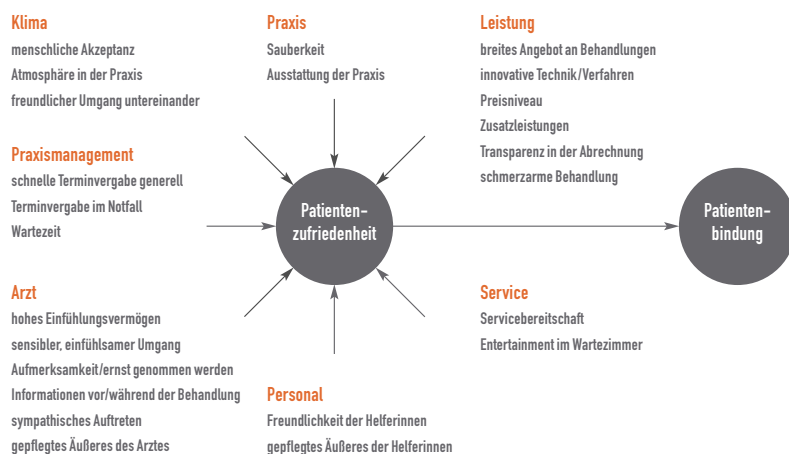 Klima
menschliche Akzeptanz
Atmosphäre in der Praxis
freundlicher Umgang untereinander
Praxis
Sauberkeit
Ausstattung der Praxis
Leistung
breites Angebot an Behandlungen
innovative Technik/Verfahren
Preisniveau
Zusatzleistungen
Transparenz in der Abrechnung
schmerzarme Behandlung
Praxismanagement
schnelle Terminvergabe generell
Terminvergabe im Notfall
Wartezeit
Patienten-
zufriedenheit
Patienten-
bindung
Arzt
hohes Einfühlungsvermögen
sensibler, einfühlsamer Umgang
Aufmerksamkeit/ernst genommen werden
Informationen vor/während der Behandlung
sympathisches Auftreten
gepflegtes Äußeres des Arztes
Personal
Freundlichkeit der Helferinnen
gepflegtes Äußeres der Helferinnen
Service
Servicebereitschaft
Entertainment im Wartezimmer